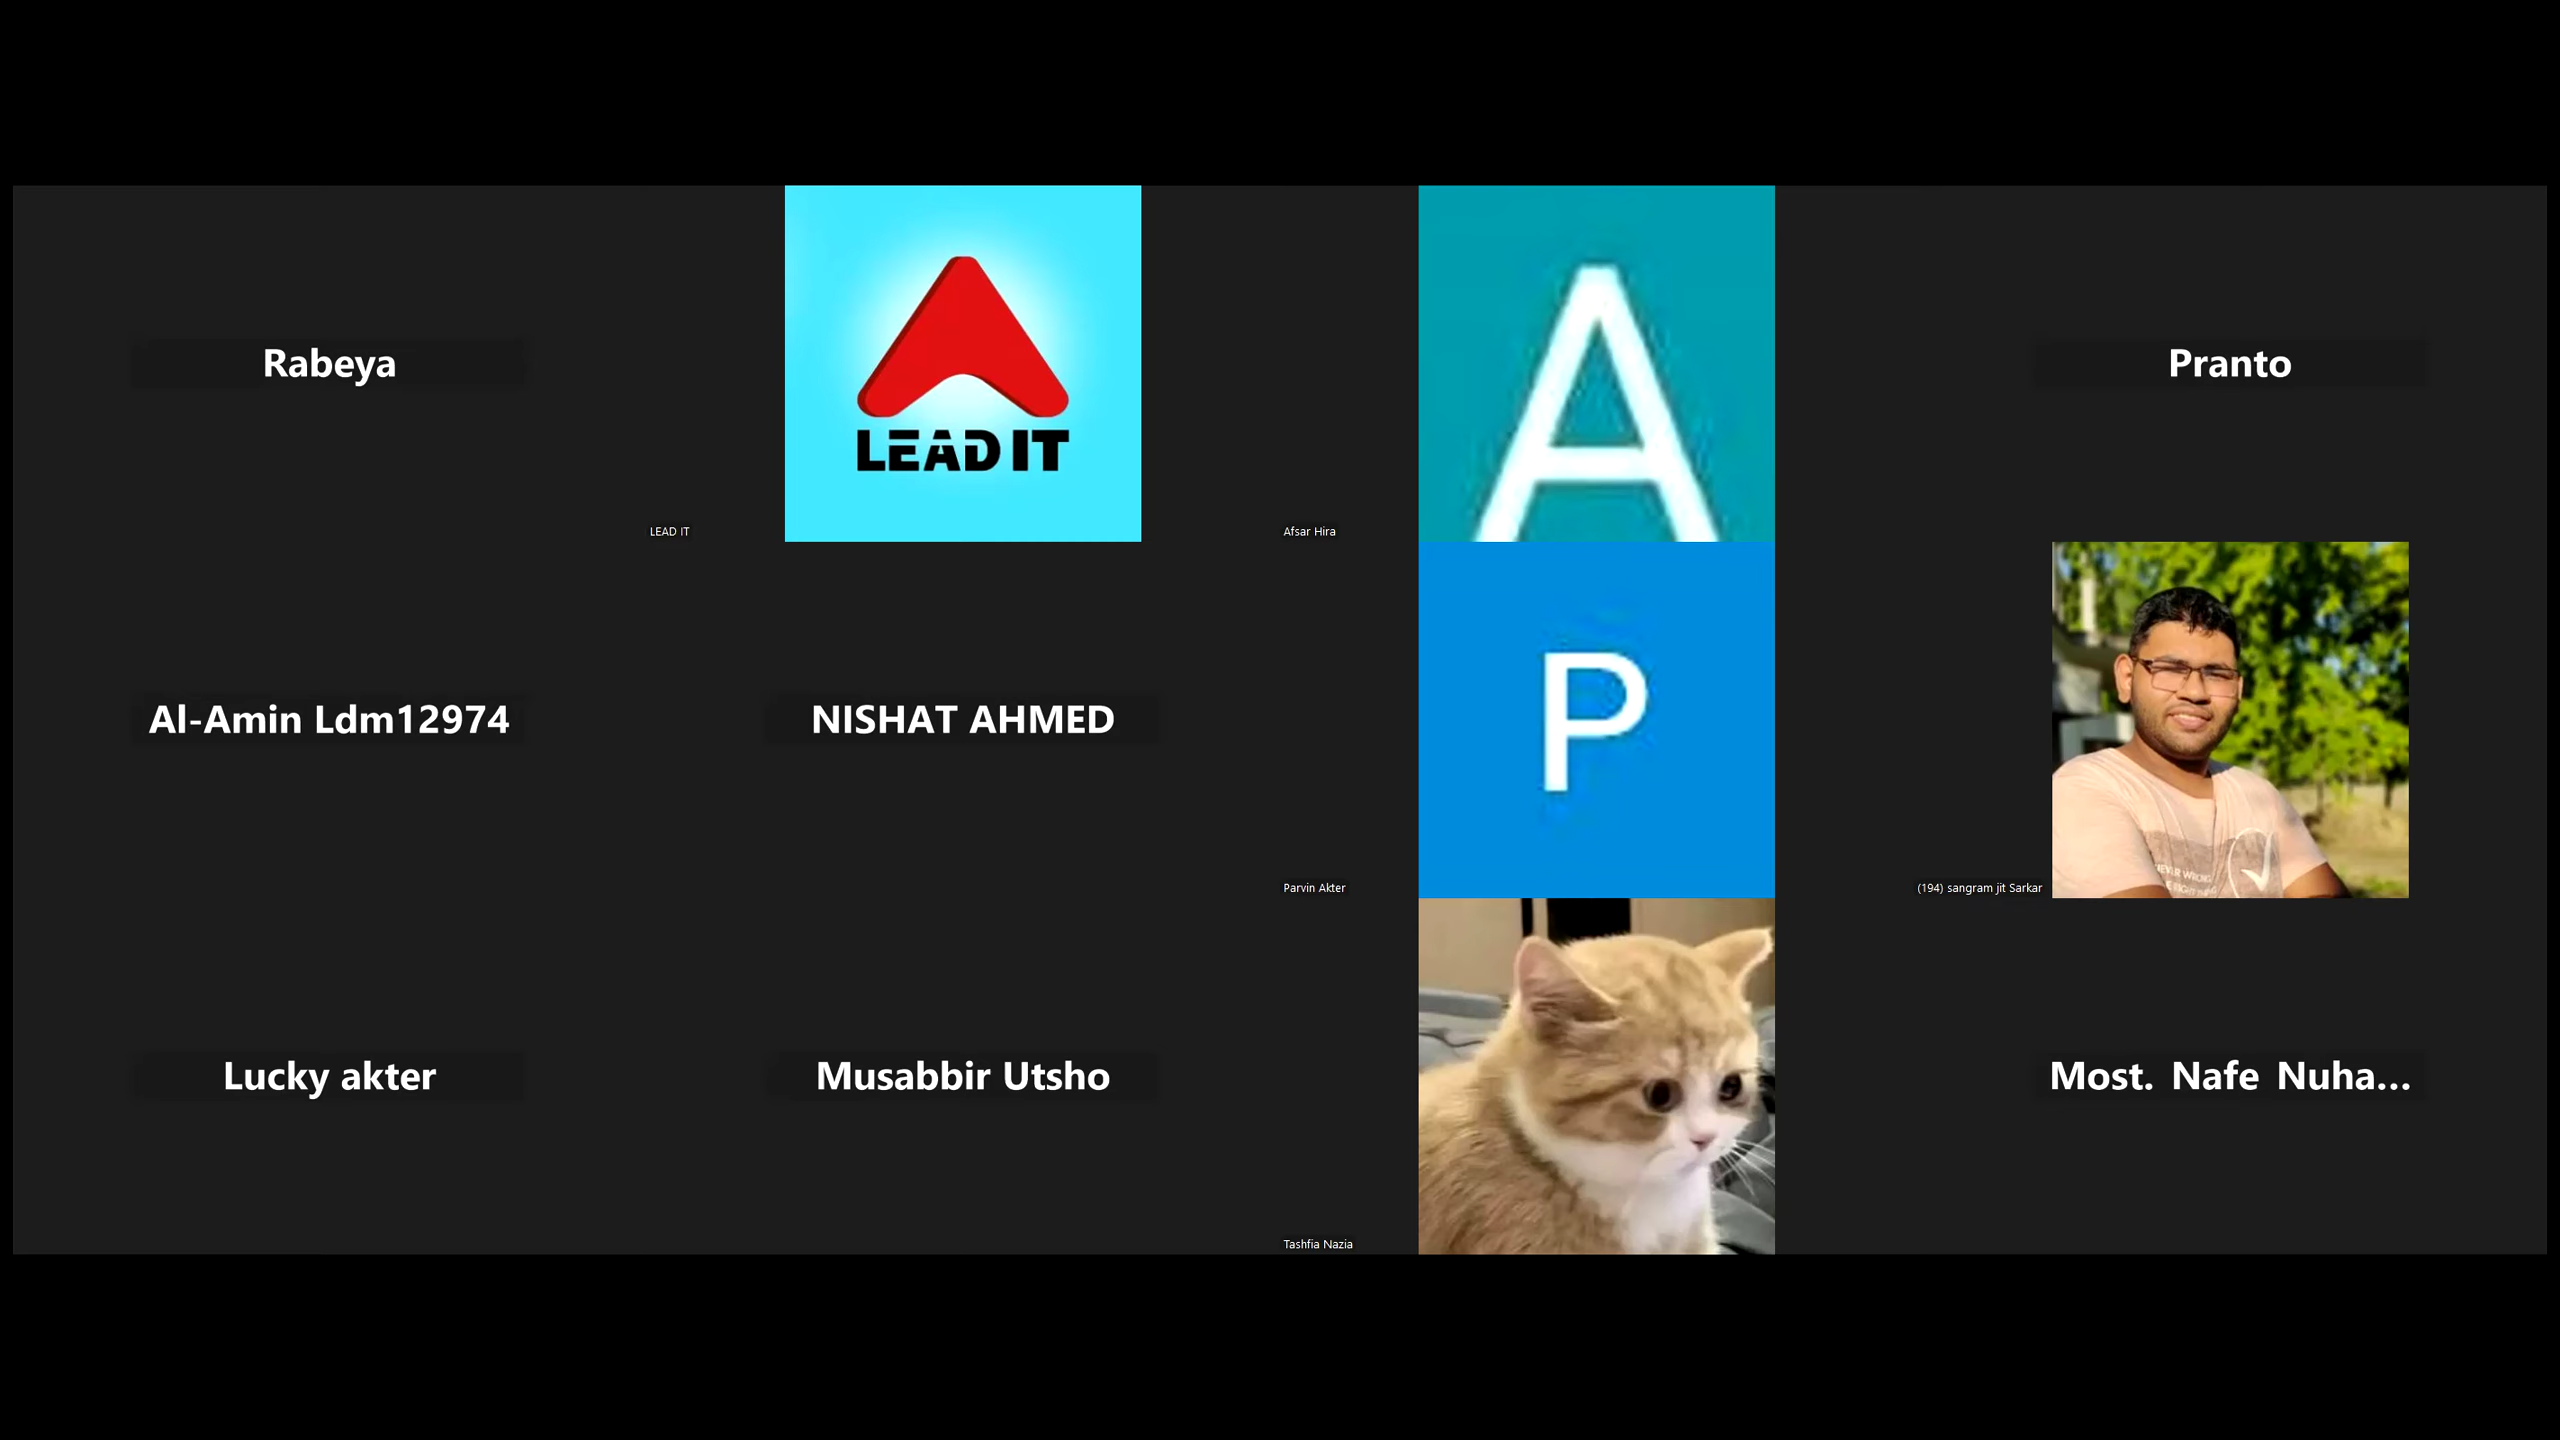 Rabeya
LEAD IT
LEAD IT
A
Afsar Hira
Pranto
Al-Amin Ldm12974
NISHAT AHMED
P
Parvin Akter
(194) sangram jit Sarkar
Lucky akter
Musabbir Utsho
Tashfia Nazia
Most. Nafe Nuha...